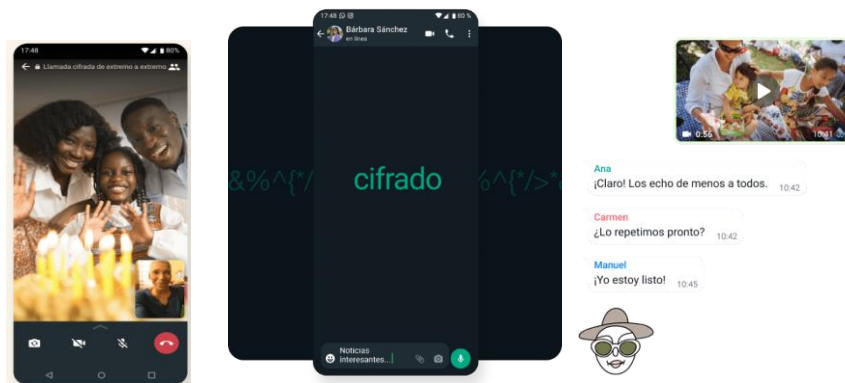 17:48
80%
Llamada cifrada de extremo a extremo
17:48
80 %
Bárbara Sánchez
en línea
&%^{*/
cifrado
%^{*/>*
Noticias
interesantes...
0:56
10:41
Ana
¡Claro! Los echo de menos a todos.
10:42
Carmen
¿Lo repetimos pronto?
10:42
Manuel
¡Yo estoy listo!
10:45